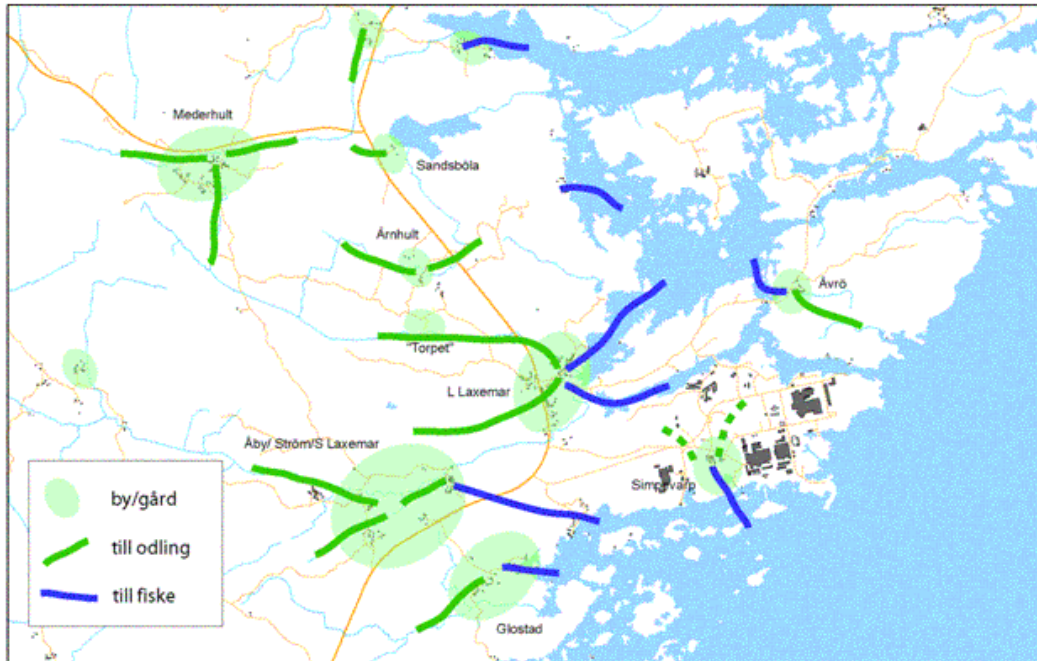 Mederhult
Sandsböla
Ärnhult
Ävrö
"Torpet"
L Laxemar
Åby/ Ström/S Laxemar
Simpevarp
Glostad
by/gård
till odling
till fiske